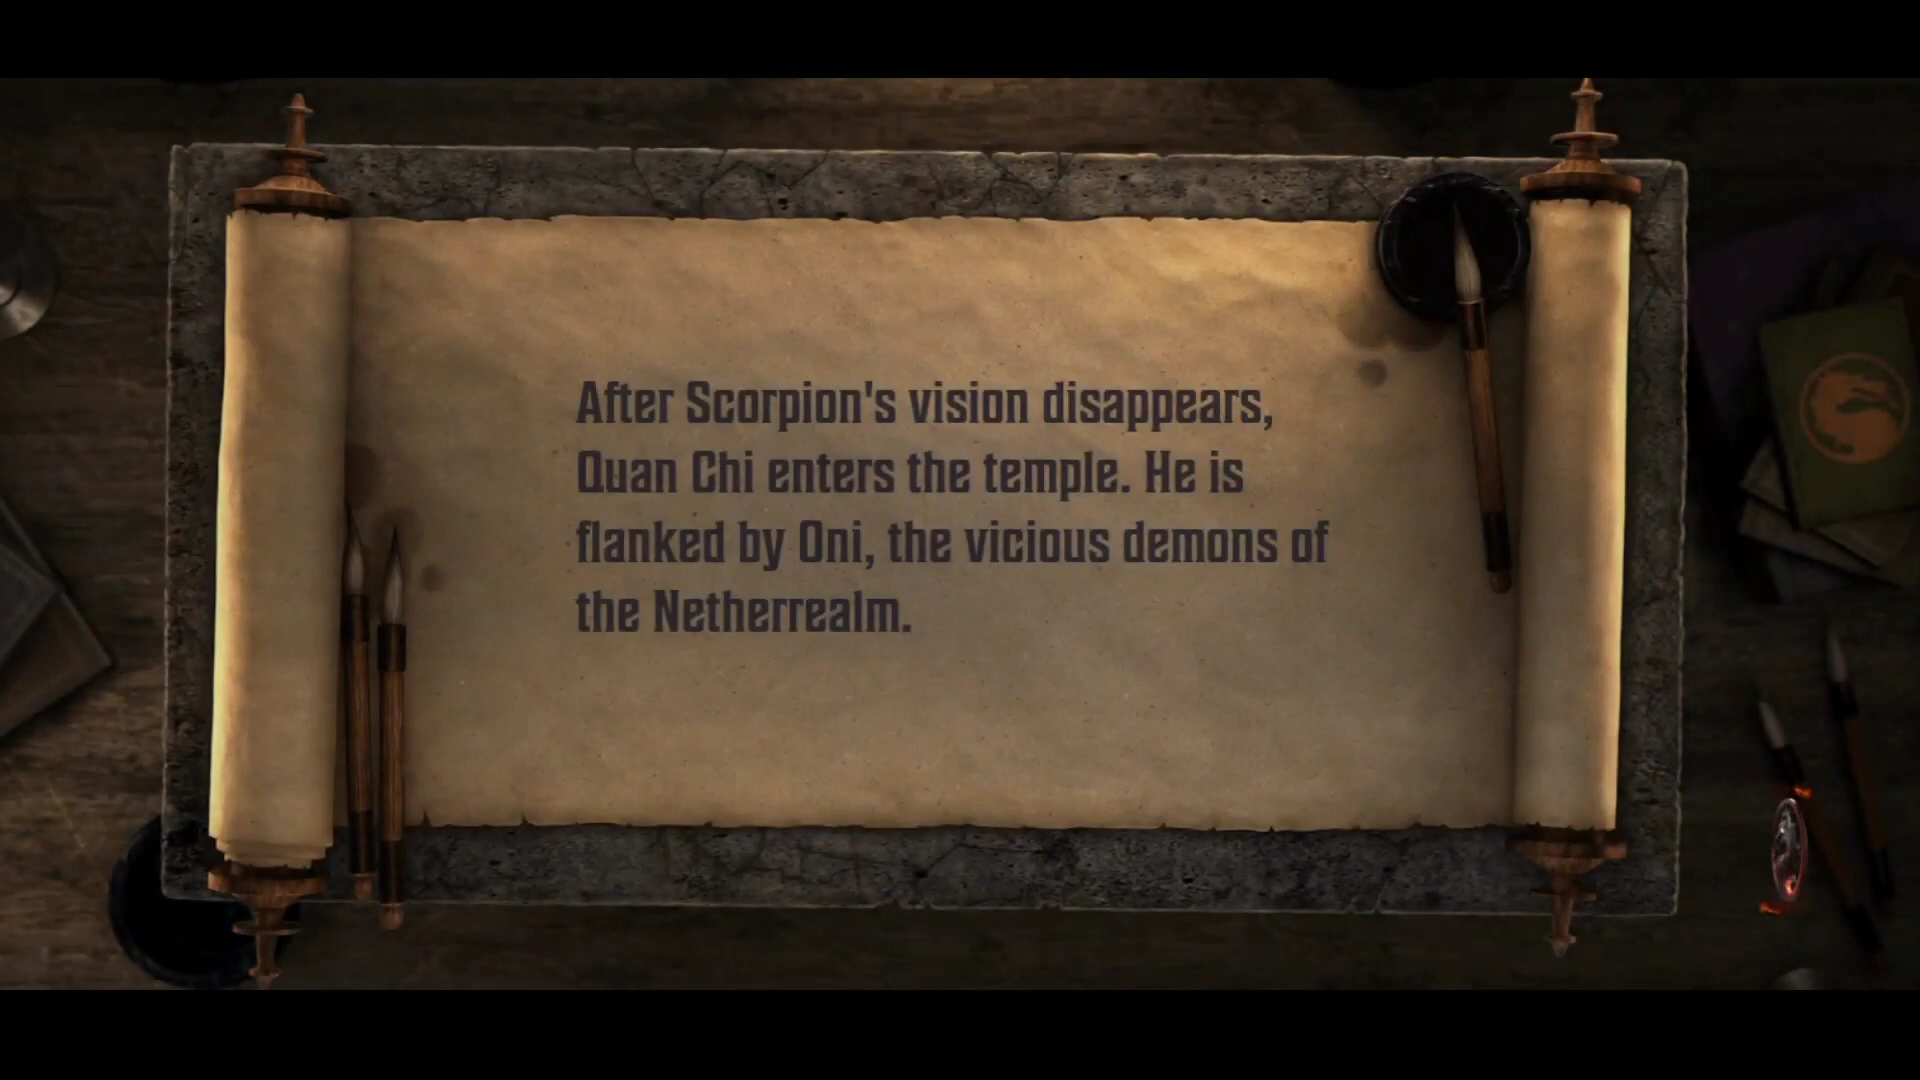 After Scorpion's vision disappears,
Quan Chi enters the temple. He is
flanked by Oni, the vicious demons of
the Netherrealm.